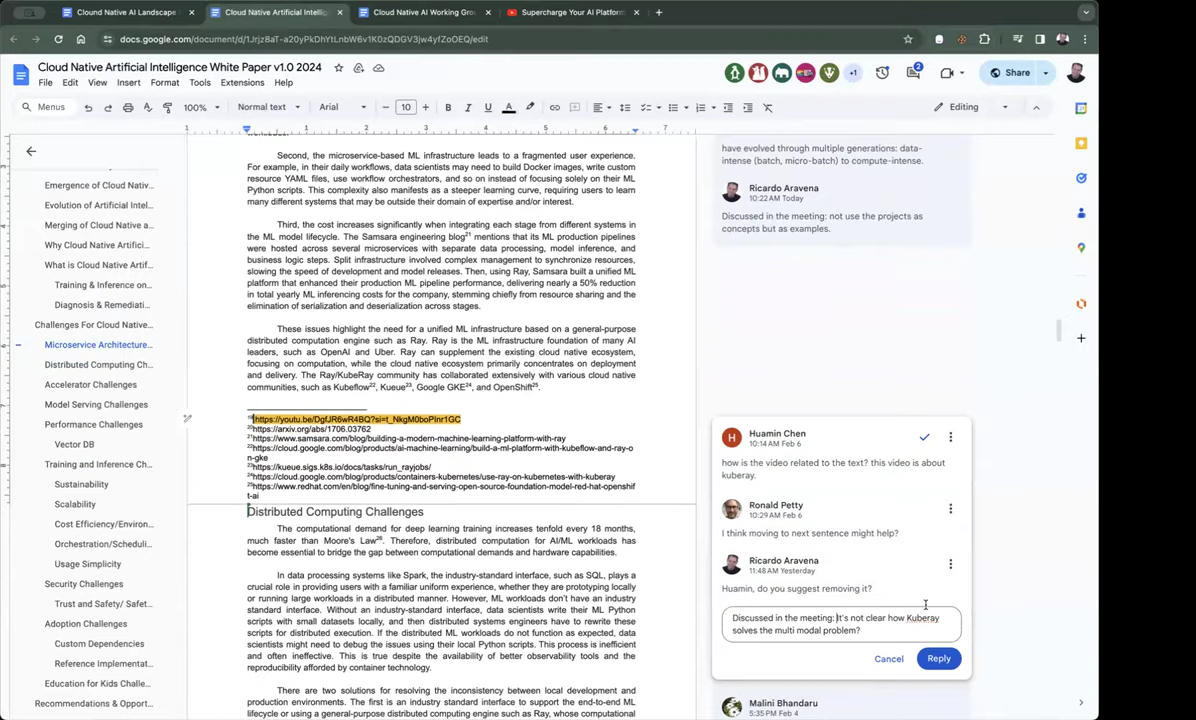 Clound Native AI Landscape
Cloud Native Artificial Intellig
Cloud Native AI Working Gro
Supercharge Your AI Platform
docs.google.com/document/d/1Jrjz8aT-a20yPkDhYtLnbW6v1K0zQDGV3jw4yfZoOEQ/edit
Cloud Native Artificial Intelligence White Paper v1.0 2024
File Edit View Insert Format Tools Extensions Help
+1
2
Share
Menus
100%
Normal text
Arial
10
B I U A
Editing
1 1 2 3 4 5 6 7
Emergence of Cloud Nativ...
Evolution of Artificial Intel...
Merging of Cloud Native a...
Why Cloud Native Artifici...
What is Cloud Native Artif...
Training & Inference on...
Diagnosis & Remediati...
Challenges For Cloud Native...
Microservice Architecture...
Distributed Computing Ch...
Accelerator Challenges
Model Serving Challenges
Performance Challenges
Vector DB
Training and Inference Ch...
Sustainability
Scalability
Cost Efficiency/Environ...
Orchestration/Scheduli...
Usage Simplicity
Security Challenges
Trust and Safety/ Safet...
Adoption Challenges
Reference Implementat...
Education for Kids Challe...
Recommendations & Opport...
Second, the microservice-based ML infrastructure leads to a fragmented user experience.
For example, in their daily workflows, data scientists may need to build Docker images, write custom
resource YAML files, use workflow orchestrators, and so on instead of focusing solely on their ML
Python scripts. This complexity also manifests as a steeper learning curve, requiring users to learn
many different systems that may be outside their domain of expertise and/or interest.
Third, the cost increases significantly when integrating each stage from different systems in
the ML model lifecycle. The Samsara engineering blog21 mentions that its ML production pipelines
were hosted across several microservices with separate data processing, model inference, and
business logic steps. Split infrastructure involved complex management to synchronize resources,
slowing the speed of development and model releases. Then, using Ray, Samsara built a unified ML
platform that enhanced their production ML pipeline performance, delivering nearly a 50% reduction
in total yearly ML inferencing costs for the company, stemming chiefly from resource sharing and the
elimination of serialization and deserialization across stages.
These issues highlight the need for a unified ML infrastructure based on a general-purpose
distributed computation engine such as Ray. Ray is the ML infrastructure foundation of many AI
leaders, such as OpenAI and Uber. Ray can supplement the existing cloud native ecosystem,
focusing on computation, while the cloud native ecosystem primarily concentrates on deployment
and delivery. The Ray/KubeRay community has collaborated extensively with various cloud native
communities, such as Kubeflow22, Kueue23, Google GKE24, and OpenShift25.
19https://youtu.be/DgfJR6wR4BQ?si=t_NkgM0boPInr1GC
20https://arxiv.org/abs/1706.03762
21https://www.samsara.com/blog/building-a-modern-machine-learning-platform-with-ray
22https://cloud.google.com/blog/products/ai-machine-learning/build-a-ml-platform-with-kubeflow-and-ray-o
n-gke
23https://kueue.sigs.k8s.io/docs/tasks/run_rayjobs/
24https://cloud.google.com/blog/products/containers-kubernetes/use-ray-on-kubernetes-with-kuberay
25https://www.redhat.com/en/blog/fine-tuning-and-serving-open-source-foundation-model-red-hat-openshif
t-ai
Distributed Computing Challenges
The computational demand for deep learning training increases tenfold every 18 months,
much faster than Moore's Law26. Therefore, distributed computation for AI/ML workloads has
become essential to bridge the gap between computational demands and hardware capabilities.
In data processing systems like Spark, the industry-standard interface, such as SQL, plays a
crucial role in providing users with a familiar uniform experience, whether they are prototyping locally
or running large workloads in a distributed manner. However, ML workloads don't have an industry
standard interface. Without an industry-standard interface, data scientists write their ML Python
scripts with small datasets locally, and then distributed systems engineers have to rewrite these
scripts for distributed execution. If the distributed ML workloads do not function as expected, data
scientists might need to debug the issues using their local Python scripts. This process is inefficient
and often ineffective. This is true despite the availability of better observability tools and the
reproducibility afforded by container technology.
There are two solutions for resolving the inconsistency between local development and
production environments. The first is an industry standard interface to support the end-to-end ML
lifecycle or using a general-purpose distributed computing engine such as Ray, whose computational
have evolved through multiple generations: data-
intense (batch, micro-batch) to compute-intense.
Ricardo Aravena
10:22 AM Today
Discussed in the meeting: not use the projects as
concepts but as examples.
H
Huamin Chen
10:14 AM Feb 6
how is the video related to the text? this video is about
kuberay.
Ronald Petty
10:29 AM Feb 6
I think moving to next sentence might help?
Ricardo Aravena
11:48 AM Yesterday
Huamin, do you suggest removing it?
Discussed in the meeting: It's not clear how Kuberay
solves the multi modal problem?
Cancel
Reply
Malini Bhandaru
5:35 PM Feb 4